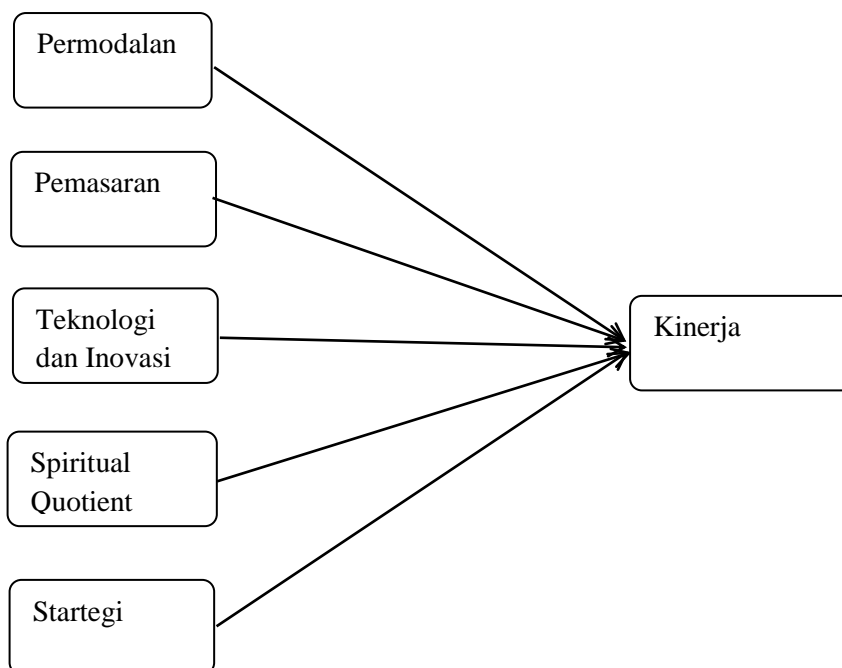 Permodalan
Pemasaran
Teknologi
dan Inovasi
Kinerja
Spiritual
Quotient
Startegi